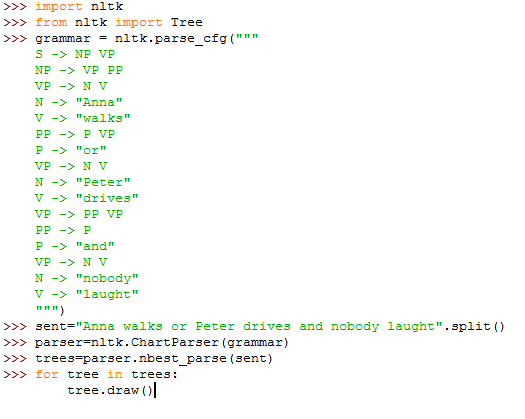 >>> import nltk
>>> from nltk import Tree
>>> grammar = nltk.parse_cfg("""
S -> NP VP
NP -> VP PP
VP -> N V
N -> "Anna"
V -> "walks"
PP -> P VP
P -> "or"
VP -> N V
N -> "Peter"
V -> "drives"
VP -> PP VP
PP -> P
P -> "and"
VP -> N V
N -> "nobody"
V -> "laught"
""")
>>> sent="Anna walks or Peter drives and nobody laught".split()
>>> parser=nltk.ChartParser(grammar)
>>> trees=parser.nbest_parse(sent)
>>> for tree in trees:
tree.draw()